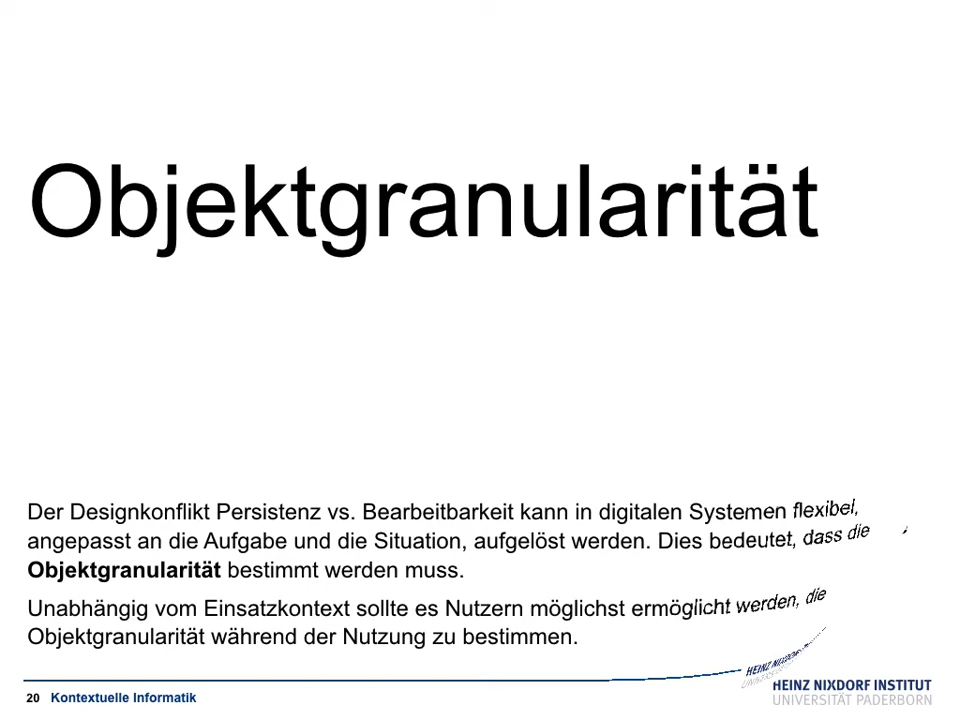 Objektgranularität
Der Designkonflikt Persistenz vs. Bearbeitbarkeit kann in digitalen Systemen flexibel,
angepasst an die Aufgabe und die Situation, aufgelöst werden. Dies bedeutet, dass die
Objektgranularität bestimmt werden muss.
Unabhängig vom Einsatzkontext sollte es Nutzern möglichst ermöglicht werden, die
Objektgranularität während der Nutzung zu bestimmen.
HEINZ NIXDORF
20 Kontextuelle Informatik
HEINZ NIXDORF INSTITUT
UNIVERSITÄT PADERBORN